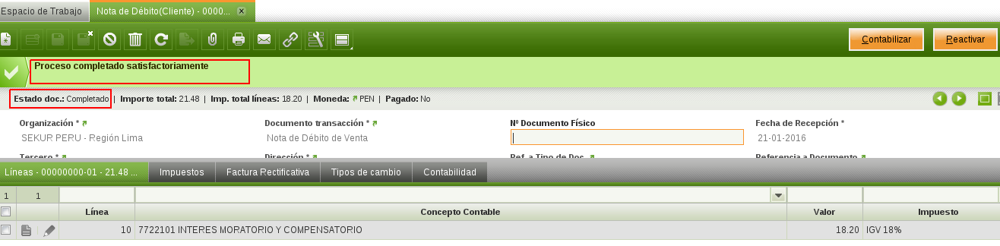 Espacio de Trabajo Nota de Débito(Cliente) - 0000...
Contabilizar Reactivar
Proceso completado satisfactoriamente
Estado doc.: Completado | Importe total: 21.48 | Imp. total líneas: 18.20 | Moneda: PEN | Pagado: No
Organización * Documento transacción * Nº Documento Físico Fecha de Recepción *
SEKUR PERU - Región Lima Nota de Débito de Venta 21-01-2016
Tercero * Dirección * Ref. a Tipo de Doc. Referencia a Documento
Líneas - 00000000-01 - 21.48 ... Impuestos Factura Rectificativa Tipos de cambio Contabilidad
1 1
Línea Concepto Contable Valor Impuesto
10 7722101 INTERES MORATORIO Y COMPENSATORIO 18.20 IGV 18%